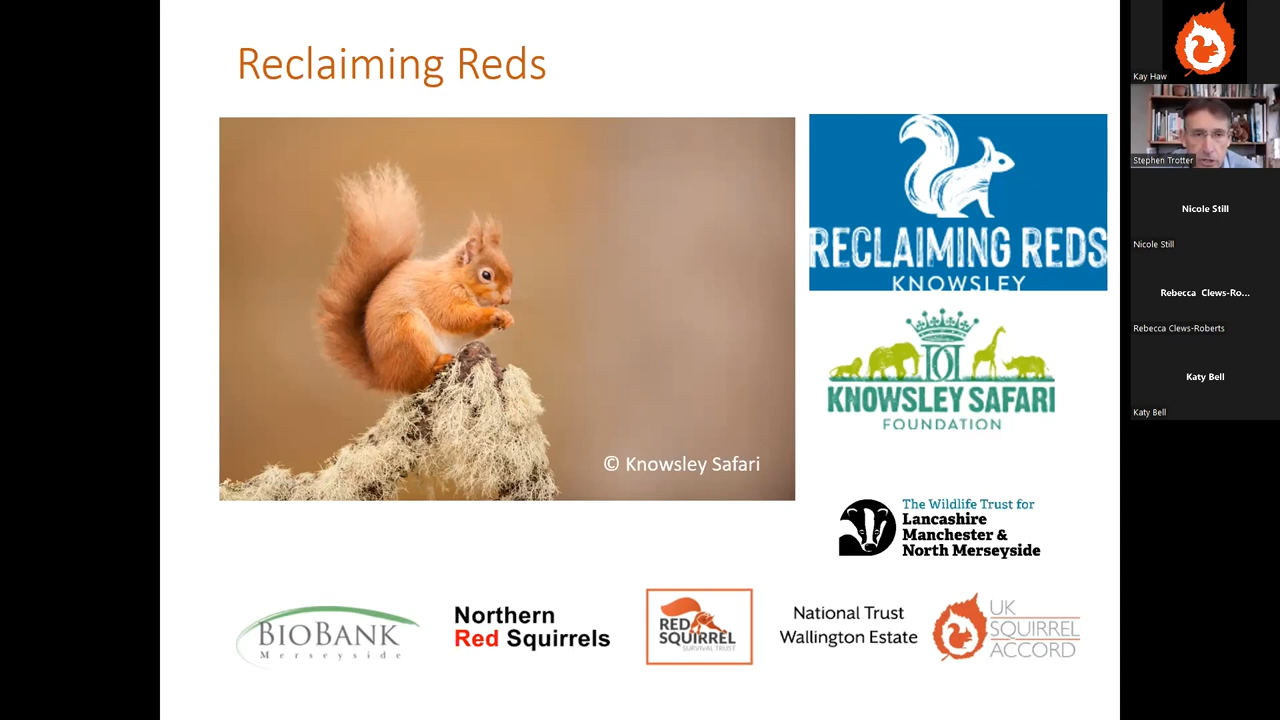 Reclaiming Reds
© Knowsley Safari
RECLAIMING REDS
KNOWSLEY
KNOWSLEY SAFARI
FOUNDATION
The Wildlife Trust for
Lancashire
Manchester &
North Merseyside
BIOBANK
Merseyside
Northern
Red Squirrels
RED
SQUIRREL
SURVIVAL TRUST
National Trust
Wallington Estate
UK
SQUIRREL
ACCORD
Kay Haw
Stephen Trotter
Nicole Still
Nicole Still
Rebecca Clews-Ro...
Rebecca Clews-Roberts
Katy Bell
Katy Bell